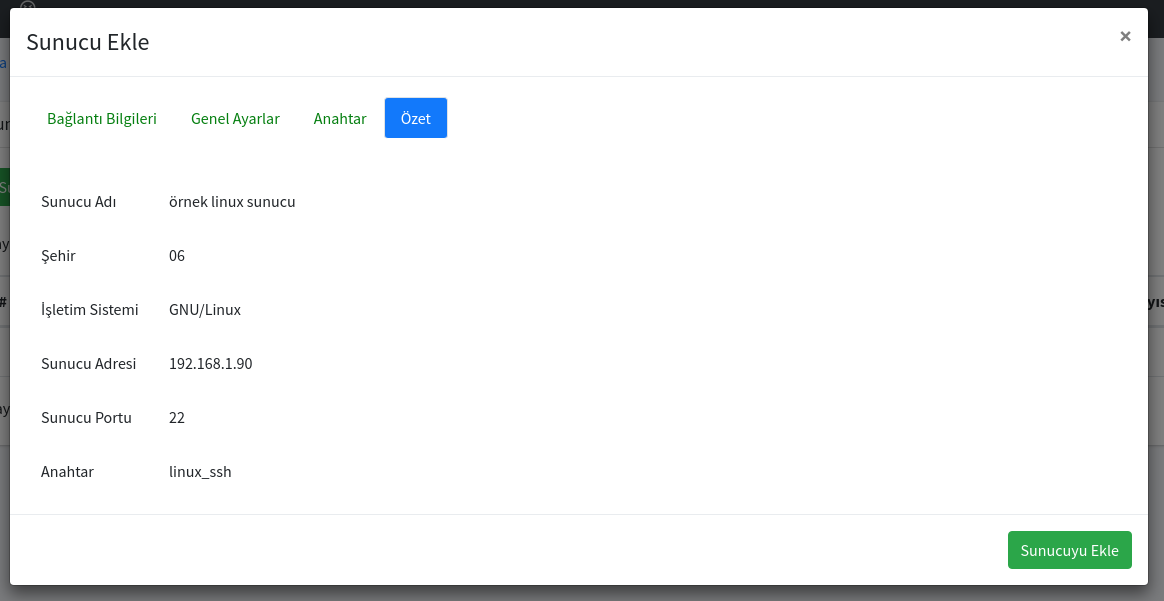 Sunucu Ekle ×
Bağlantı Bilgileri Genel Ayarlar Anahtar Özet
Sunucu Adı örnek linux sunucu
Şehir 06
İşletim Sistemi GNU/Linux
Sunucu Adresi 192.168.1.90
Sunucu Portu 22
Anahtar linux_ssh
Sunucuyu Ekle
#